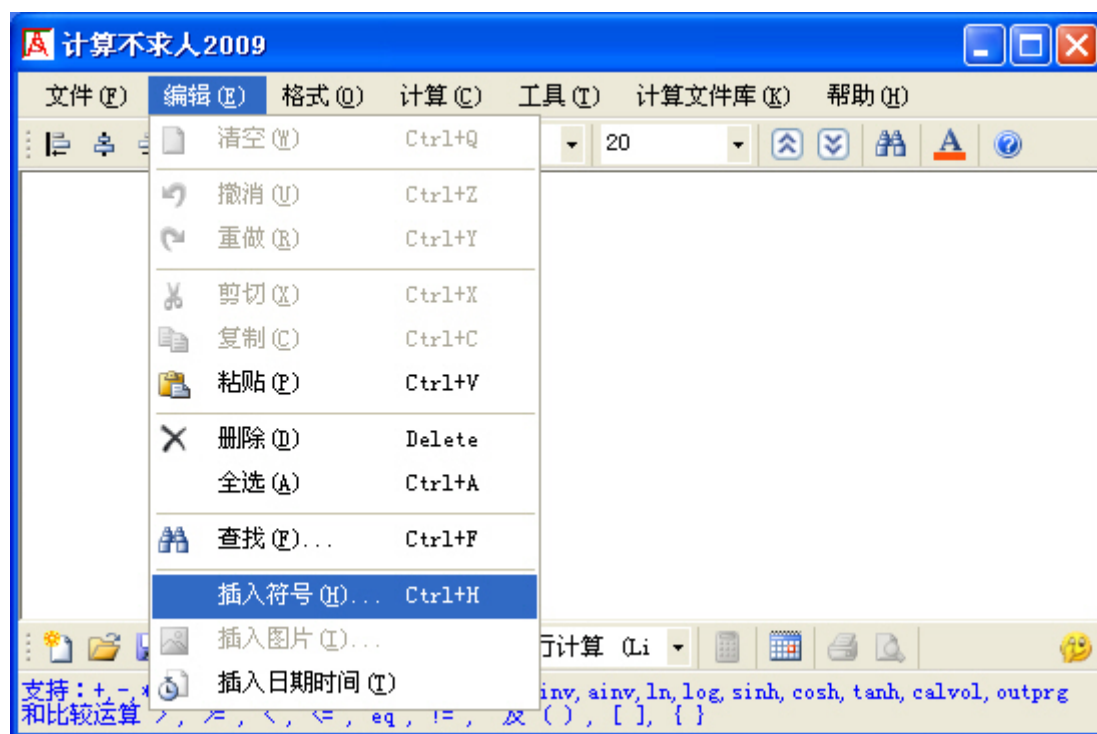 计算不求人2009
文件(F) 编辑(E) 格式(O) 计算(C) 工具(T) 计算文件库(K) 帮助(H)
20
清空(W) Ctrl+Q
撤消(U) Ctrl+Z
重做(R) Ctrl+Y
剪切(X) Ctrl+X
复制(C) Ctrl+C
粘贴(P) Ctrl+V
删除(D) Delete
全选(A) Ctrl+A
查找(F)... Ctrl+F
插入符号(H)... Ctrl+H
插入图片(I)...
行计算 (Li
插入日期时间(T)
支持：+,-,* inv, ainv, ln, log, sinh, cosh, tanh, calvol, outprg
和比较运算 >, >=, <, <=, eq, !=, 及 ( ), [ ], { }